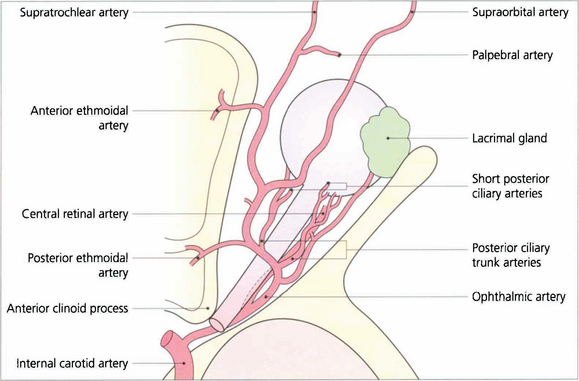 Supratrochlear artery
Supraorbital artery
Palpebral artery
Anterior ethmoidal
artery
Lacrimal gland
Short posterior
ciliary arteries
Central retinal artery
Posterior ciliary
trunk arteries
Posterior ethmoidal
artery
Ophthalmic artery
Anterior clinoid process
Internal carotid artery